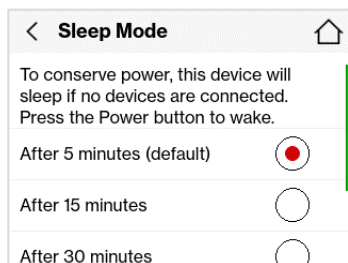 Sleep Mode
To conserve power, this device will
sleep if no devices are connected.
Press the Power button to wake.
After 5 minutes (default)
After 15 minutes
After 30 minutes